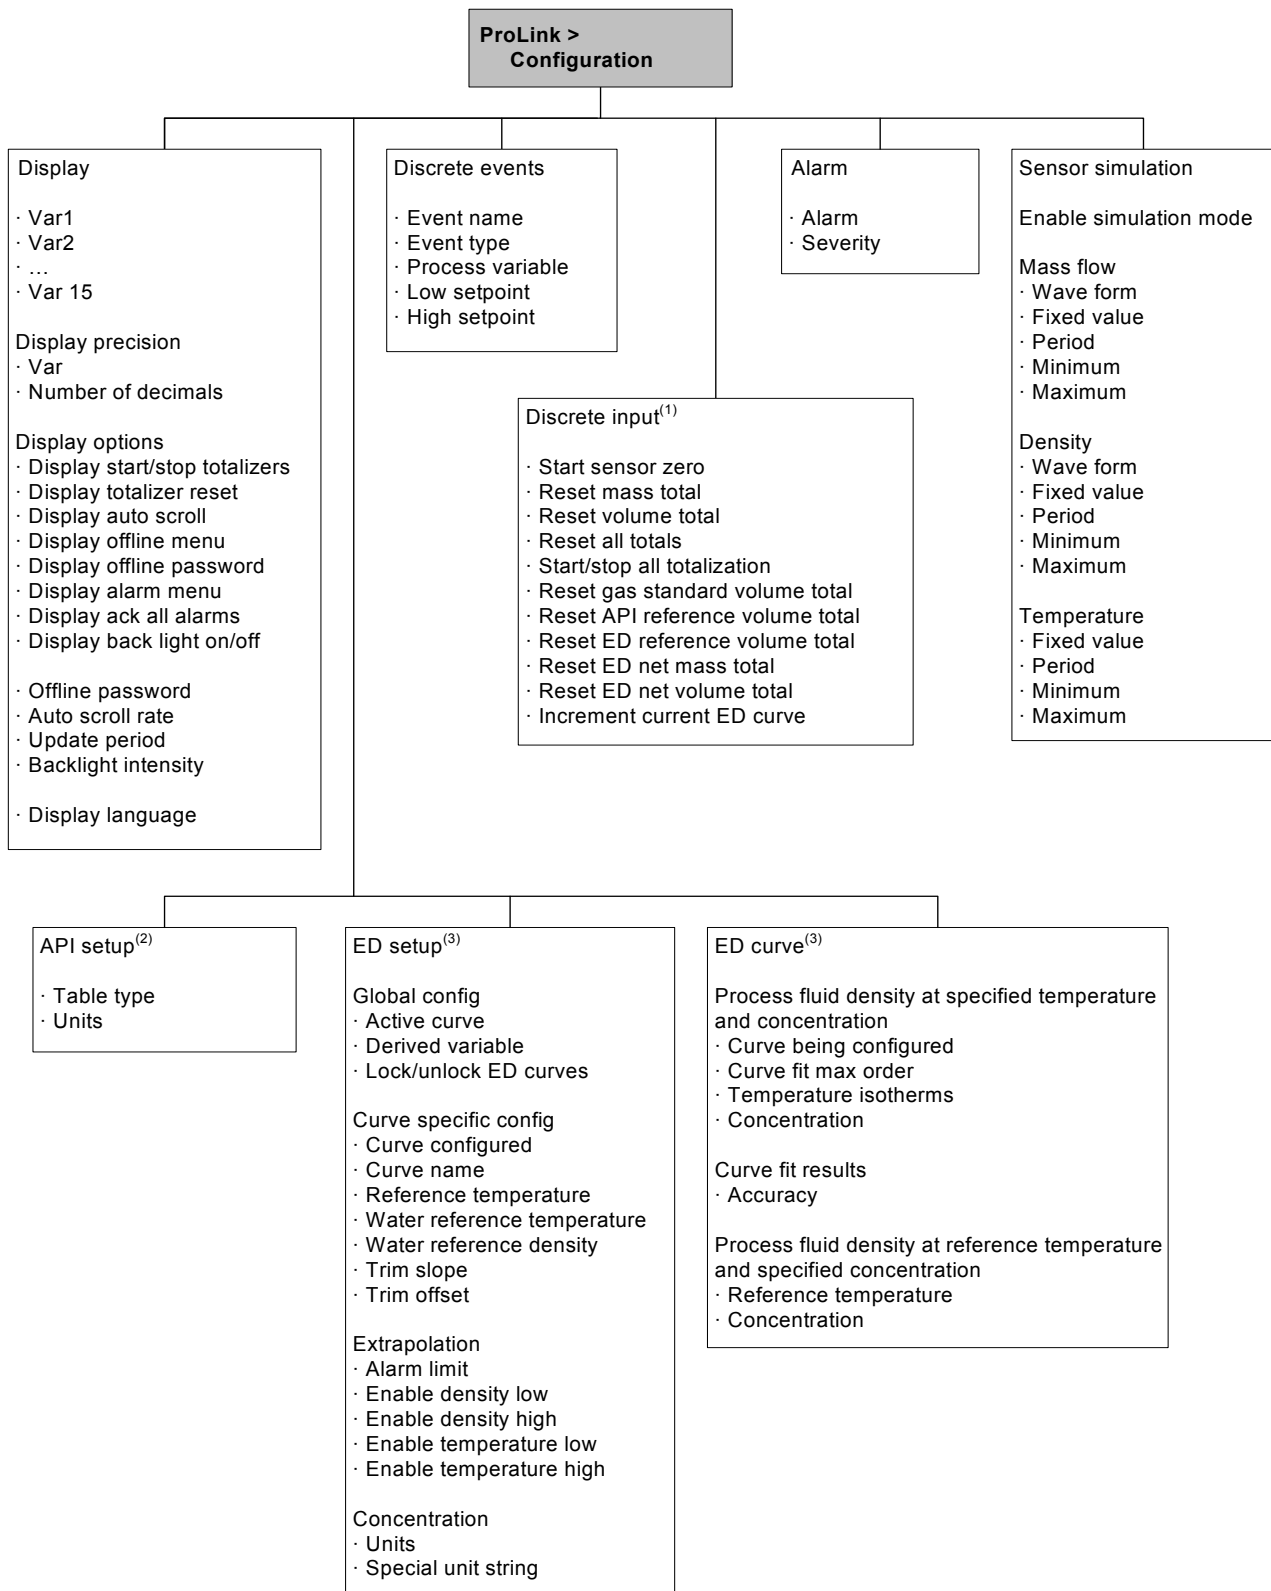 ProLink >
Configuration
Display
· Var1
· Var2
· ...
· Var 15
Display precision
· Var
· Number of decimals
Display options
· Display start/stop totalizers
· Display totalizer reset
· Display auto scroll
· Display offline menu
· Display offline password
· Display alarm menu
· Display ack all alarms
· Display back light on/off
· Offline password
· Auto scroll rate
· Update period
· Backlight intensity
· Display language
Discrete events
· Event name
· Event type
· Process variable
· Low setpoint
· High setpoint
Discrete input(1)
· Start sensor zero
· Reset mass total
· Reset volume total
· Reset all totals
· Start/stop all totalization
· Reset gas standard volume total
· Reset API reference volume total
· Reset ED reference volume total
· Reset ED net mass total
· Reset ED net volume total
· Increment current ED curve
Alarm
· Alarm
· Severity
Sensor simulation
Enable simulation mode
Mass flow
· Wave form
· Fixed value
· Period
· Minimum
· Maximum
Density
· Wave form
· Fixed value
· Period
· Minimum
· Maximum
Temperature
· Fixed value
· Period
· Minimum
· Maximum
API setup(2)
· Table type
· Units
ED setup(3)
Global config
· Active curve
· Derived variable
· Lock/unlock ED curves
Curve specific config
· Curve configured
· Curve name
· Reference temperature
· Water reference temperature
· Water reference density
· Trim slope
· Trim offset
Extrapolation
· Alarm limit
· Enable density low
· Enable density high
· Enable temperature low
· Enable temperature high
Concentration
· Units
· Special unit string
ED curve(3)
Process fluid density at specified temperature
and concentration
· Curve being configured
· Curve fit max order
· Temperature isotherms
· Concentration
Curve fit results
· Accuracy
Process fluid density at reference temperature
and specified concentration
· Reference temperature
· Concentration